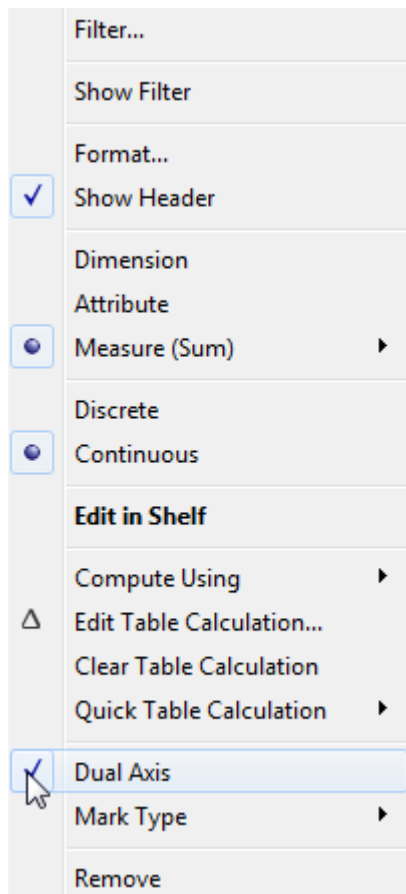 Filter...
Show Filter
Format...
Show Header
Dimension
Attribute
Measure (Sum)
Discrete
Continuous
Edit in Shelf
Compute Using
Edit Table Calculation...
Clear Table Calculation
Quick Table Calculation
Dual Axis
Mark Type
Remove